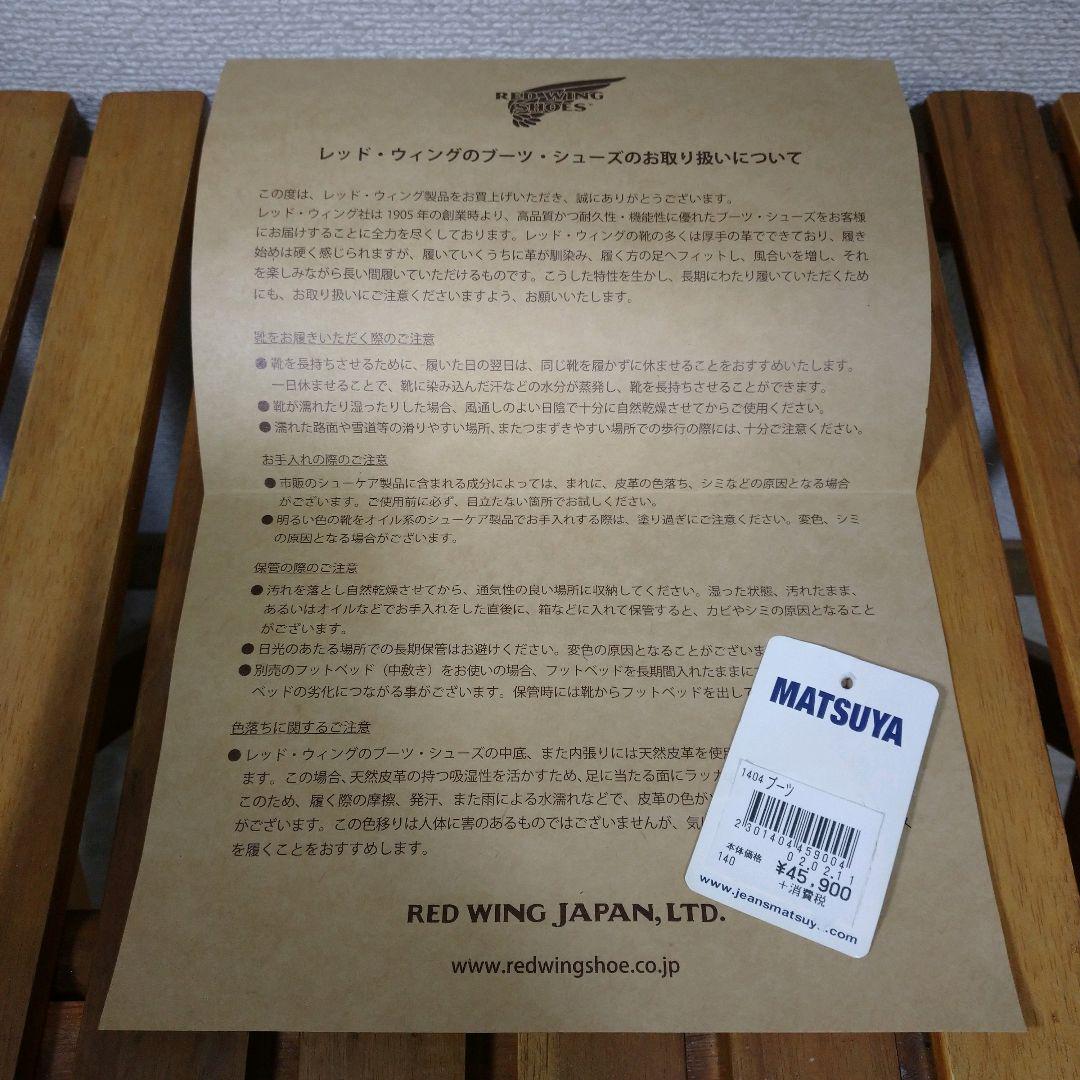 RED WING
SHOES
レッド・ウィングのブーツ・シューズのお取り扱いについて
この度は、レッド・ウィング製品をお買上げいただき、誠にありがとうございます。
レッド・ウィング社は 1905 年の創業時より、高品質かつ耐久性・機能性に優れたブーツ・シューズをお客様
にお届けすることに全力を尽くしております。レッド・ウィングの靴の多くは厚手の革でできており、履き
始めは硬く感じられますが、履いていくうちに革が馴染み、履く方の足へフィットし、風合いを増し、それ
を楽しみながら長い間履いていただけるものです。こうした特性を生かし、長期にわたり履いていただくため
にも、お取り扱いにご注意くださいますよう、お願いいたします。
靴をお履きいただく際のご注意
● 靴を長持ちさせるために、履いた日の翌日は、同じ靴を履かずに休ませることをおすすめいたします。
一日休ませることで、靴に染み込んだ汗などの水分が蒸発し、靴を長持ちさせることができます。
● 靴が濡れたり湿ったりした場合、風通しのよい日陰で十分に自然乾燥させてからご使用ください。
● 濡れた路面や雪道等の滑りやすい場所、またつまずきやすい場所での歩行の際には、十分ご注意ください。
お手入れの際のご注意
● 市販のシューケア製品に含まれる成分によっては、まれに、皮革の色落ち、シミなどの原因となる場合
がございます。ご使用前に必ず、目立たない箇所でお試しください。
● 明るい色の靴をオイル系のシューケア製品でお手入れする際は、塗り過ぎにご注意ください。変色、シミ
の原因となる場合がございます。
保管の際のご注意
● 汚れを落とし自然乾燥させてから、通気性の良い場所に収納してください。湿った状態、汚れたまま、
あるいはオイルなどでお手入れをした直後に、箱などに入れて保管すると、カビやシミの原因となること
がございます。
● 日光のあたる場所での長期保管はお避けください。変色の原因となることがございま
● 別売のフットベッド（中敷き）をお使いの場合、フットベッドを長期間入れたままに
ベッドの劣化につながる事がございます。保管時には靴からフットベッドを出して
色落ちに関するご注意
● レッド・ウィングのブーツ・シューズの中底、また内張りには天然皮革を使
ます。この場合、天然皮革の持つ吸湿性を活かすため、足に当たる面にラッカ
このため、履く際の摩擦、発汗、また雨による水濡れなどで、皮革の色が
がございます。この色移りは人体に害のあるものではございませんが、気
を履くことをおすすめします。
RED WING JAPAN, LTD.
www.redwingshoe.co.jp
MATSUYA
1404 ブーツ
2301404459004
02.02.11
本体価格
¥45,900
140
+消費税
www.jeansmatsuy..com